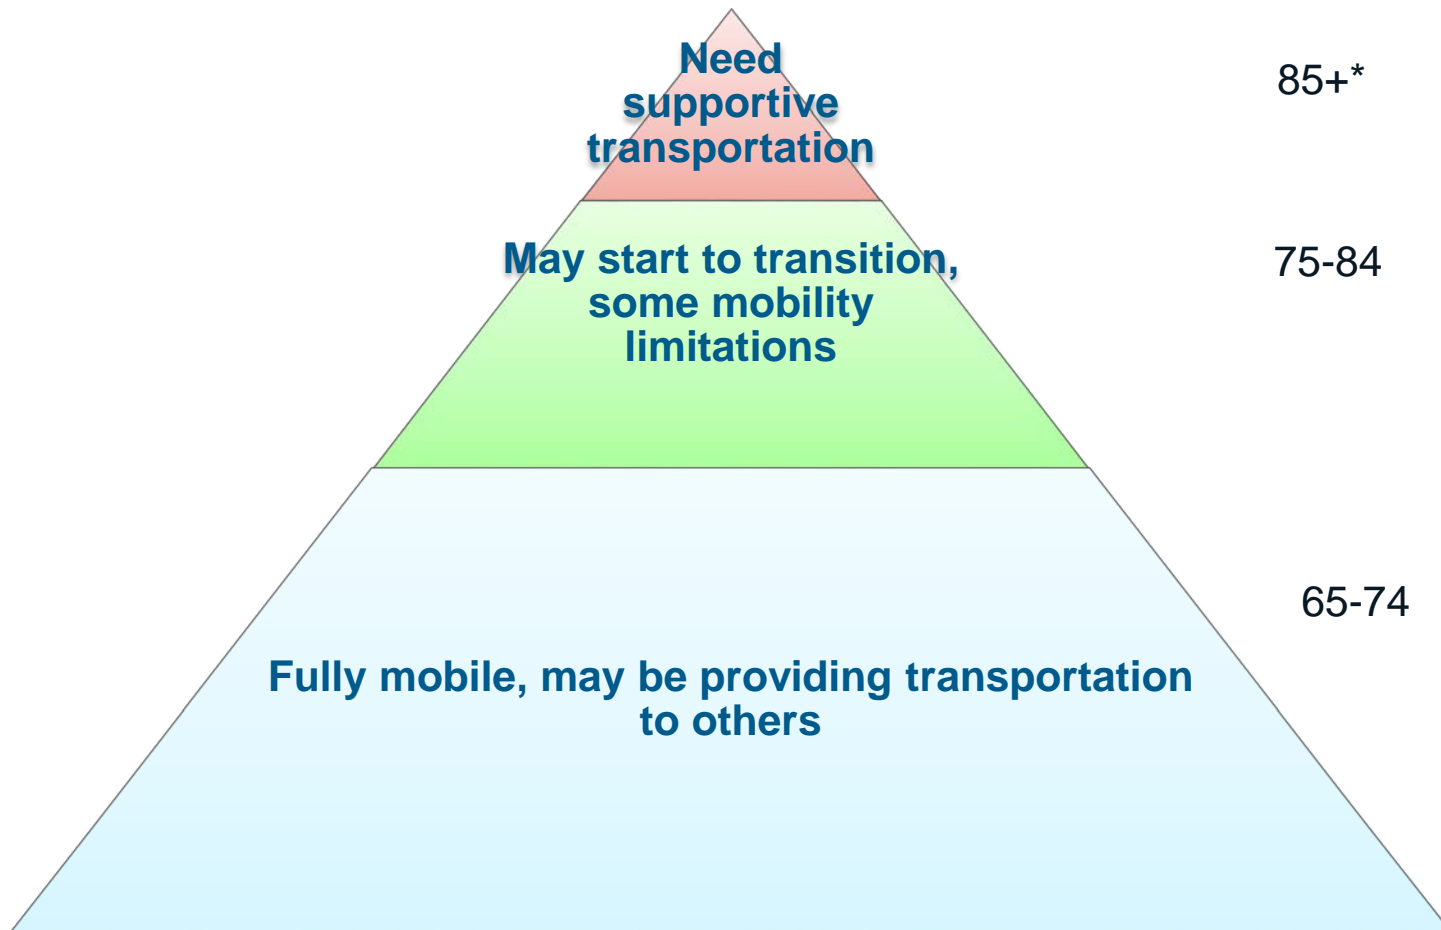 Need
supportive
transportation
85+*
May start to transition,
some mobility
limitations
75-84
65-74
Fully mobile, may be providing transportation
to others